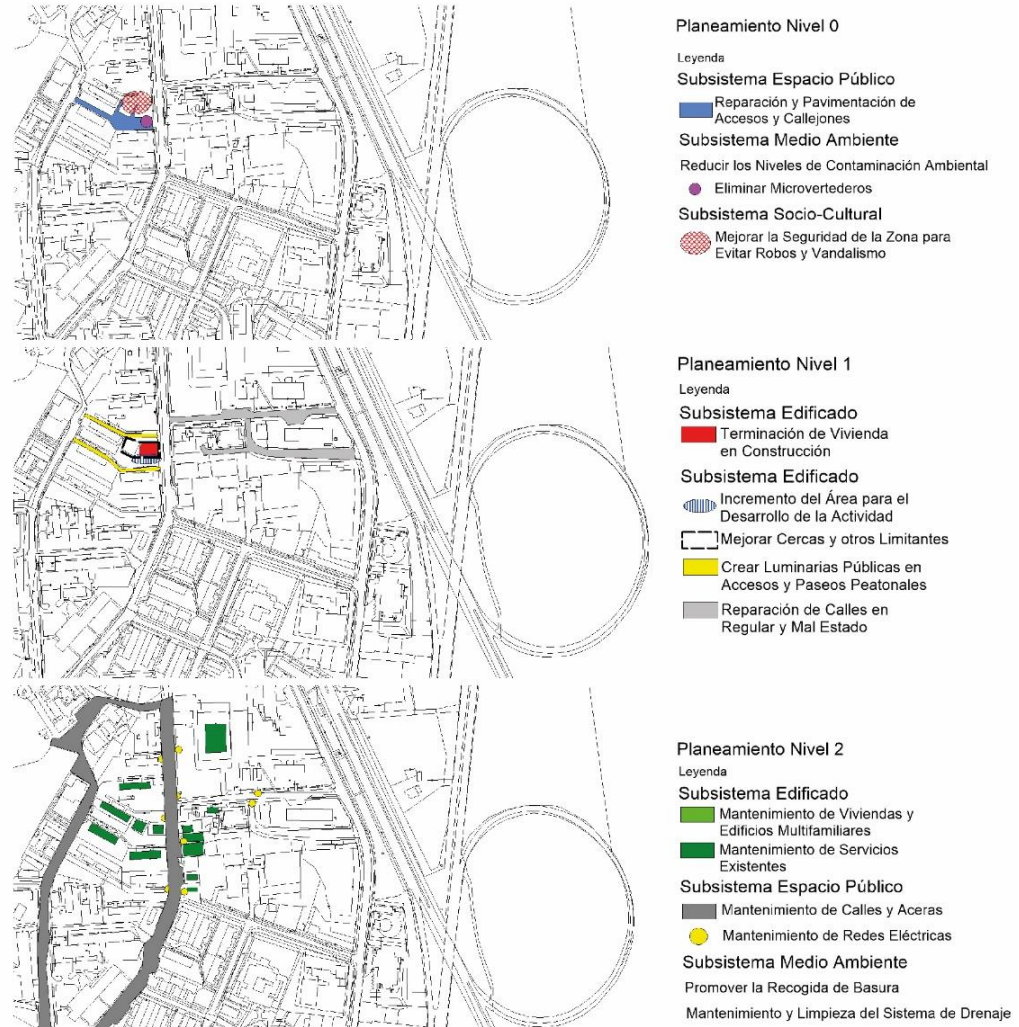 Planeamiento Nivel 0
Leyenda
Subsistema Espacio Público
Reparación y Pavimentación de
Accesos y Callejones
Subsistema Medio Ambiente
Reducir los Niveles de Contaminación Ambiental
Eliminar Microvertederos
Subsistema Socio-Cultural
Mejorar la Seguridad de la Zona para
Evitar Robos y Vandalismo
Planeamiento Nivel 1
Leyenda
Subsistema Edificado
Terminación de Vivienda
en Construcción
Subsistema Edificado
Incremento del Área para el
Desarrollo de la Actividad
Mejorar Cercas y otros Limitantes
Crear Luminarias Públicas en
Accesos y Paseos Peatonales
Reparación de Calles en
Regular y Mal Estado
Planeamiento Nivel 2
Leyenda
Subsistema Edificado
Mantenimiento de Viviendas y
Edificios Multifamiliares
Mantenimiento de Servicios
Existentes
Subsistema Espacio Público
Mantenimiento de Calles y Aceras
Mantenimiento de Redes Eléctricas
Subsistema Medio Ambiente
Promover la Recogida de Basura
Mantenimiento y Limpieza del Sistema de Drenaje